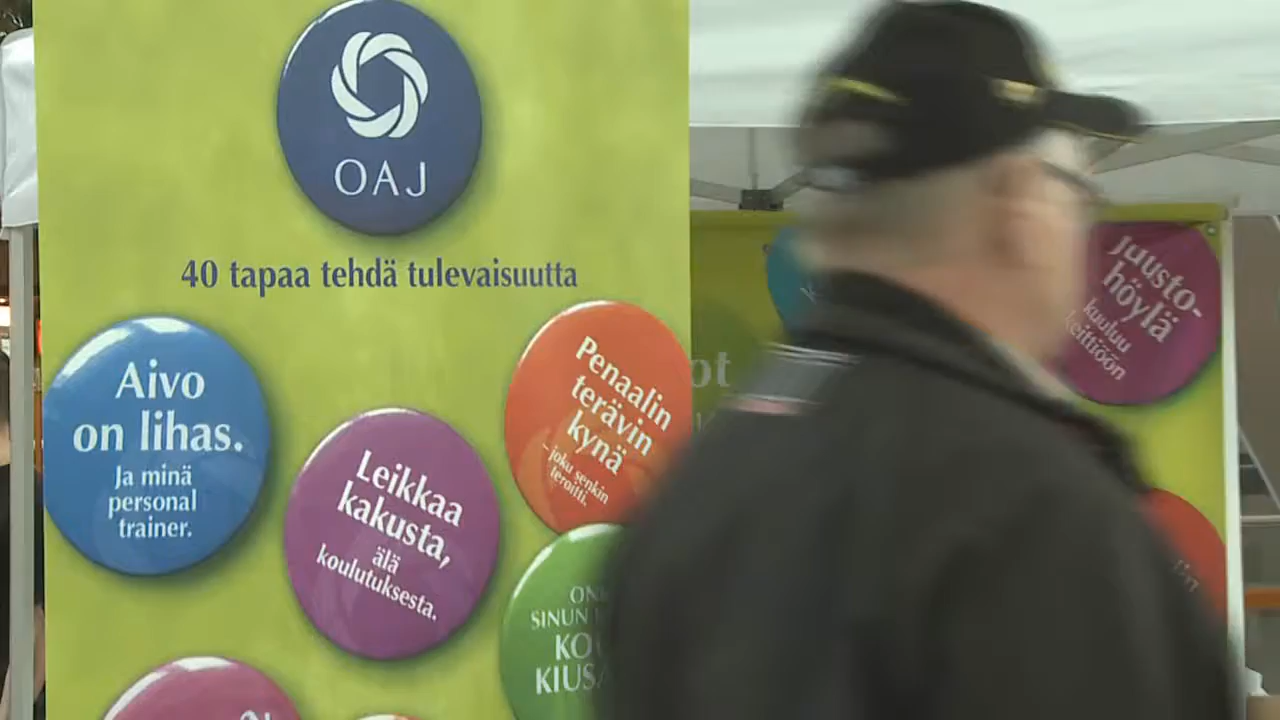 OAJ
40 tapaa tehdä tulevaisuutta
Aivo
on lihas.
Ja minä
personal
trainer.
Leikkaa
kakusta,
älä
koulutuksesta.
Penaalin
terävin
kynä
- joku senkin
teroitti.
SINUN
Juusto-
höylä
kuuluu
keittiöön